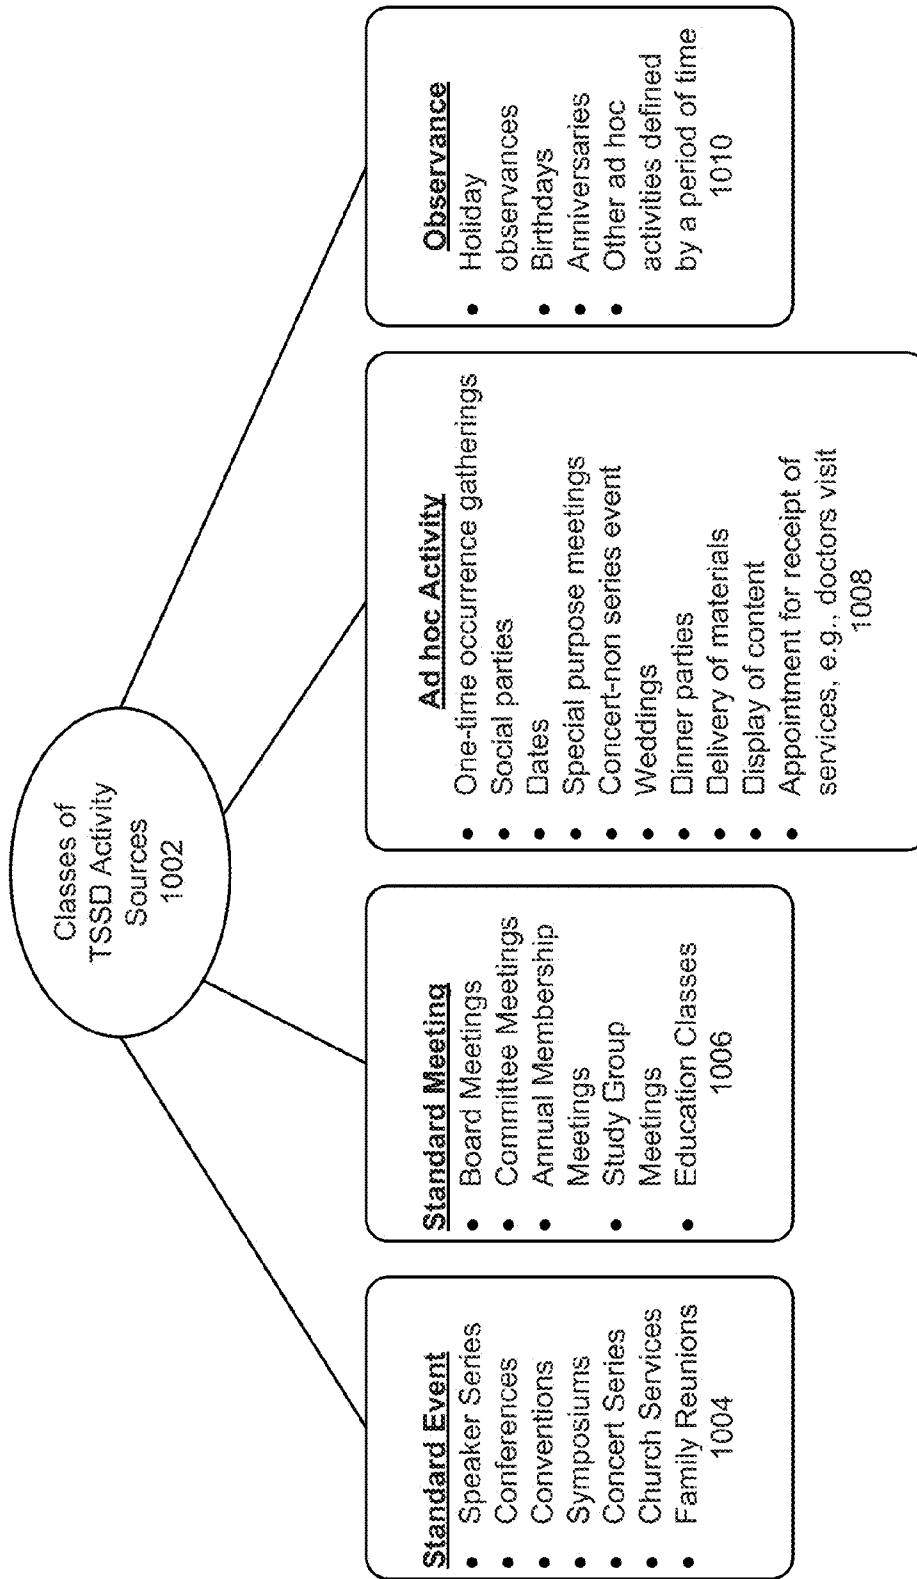 Classes of
TSSD Activity
Sources
1002
Standard Event
• Speaker Series
• Conferences
• Conventions
• Symposiums
• Concert Series
• Church Services
• Family Reunions
1004
Standard Meeting
• Board Meetings
• Committee Meetings
• Annual Membership
Meetings
• Study Group
Meetings
• Education Classes
1006
Ad hoc Activity
• One-time occurrence gatherings
• Social parties
• Dates
• Special purpose meetings
• Concert-non series event
• Weddings
• Dinner parties
• Delivery of materials
• Display of content
• Appointment for receipt of
services, e.g., doctors visit
1008
Observance
• Holiday
observances
• Birthdays
• Anniversaries
• Other ad hoc
activities defined
by a period of time
1010